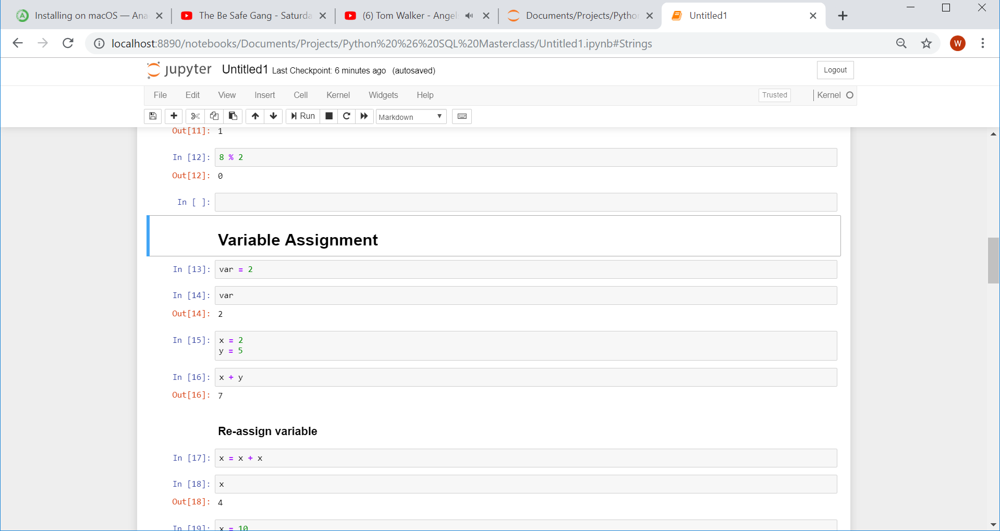 Installing on macOS — Ana
The Be Safe Gang - Saturda
(6) Tom Walker - Angel
Documents/Projects/Python
Untitled1
localhost:8890/notebooks/Documents/Projects/Python%20%26%20SQL%20Masterclass/Untitled1.ipynb#Strings
W
jupyter Untitled1 Last Checkpoint: 6 minutes ago (autosaved)
Logout
File Edit View Insert Cell Kernel Widgets Help
Trusted
Kernel
Run
Markdown
Out[11]: 1
In [12]: 8 % 2
Out[12]: 0
In [ ]:
Variable Assignment
In [13]: var = 2
In [14]: var
Out[14]: 2
In [15]: x = 2
y = 5
In [16]: x + y
Out[16]: 7
Re-assign variable
In [17]: x = x + x
In [18]: x
Out[18]: 4
In [19]: x = 10